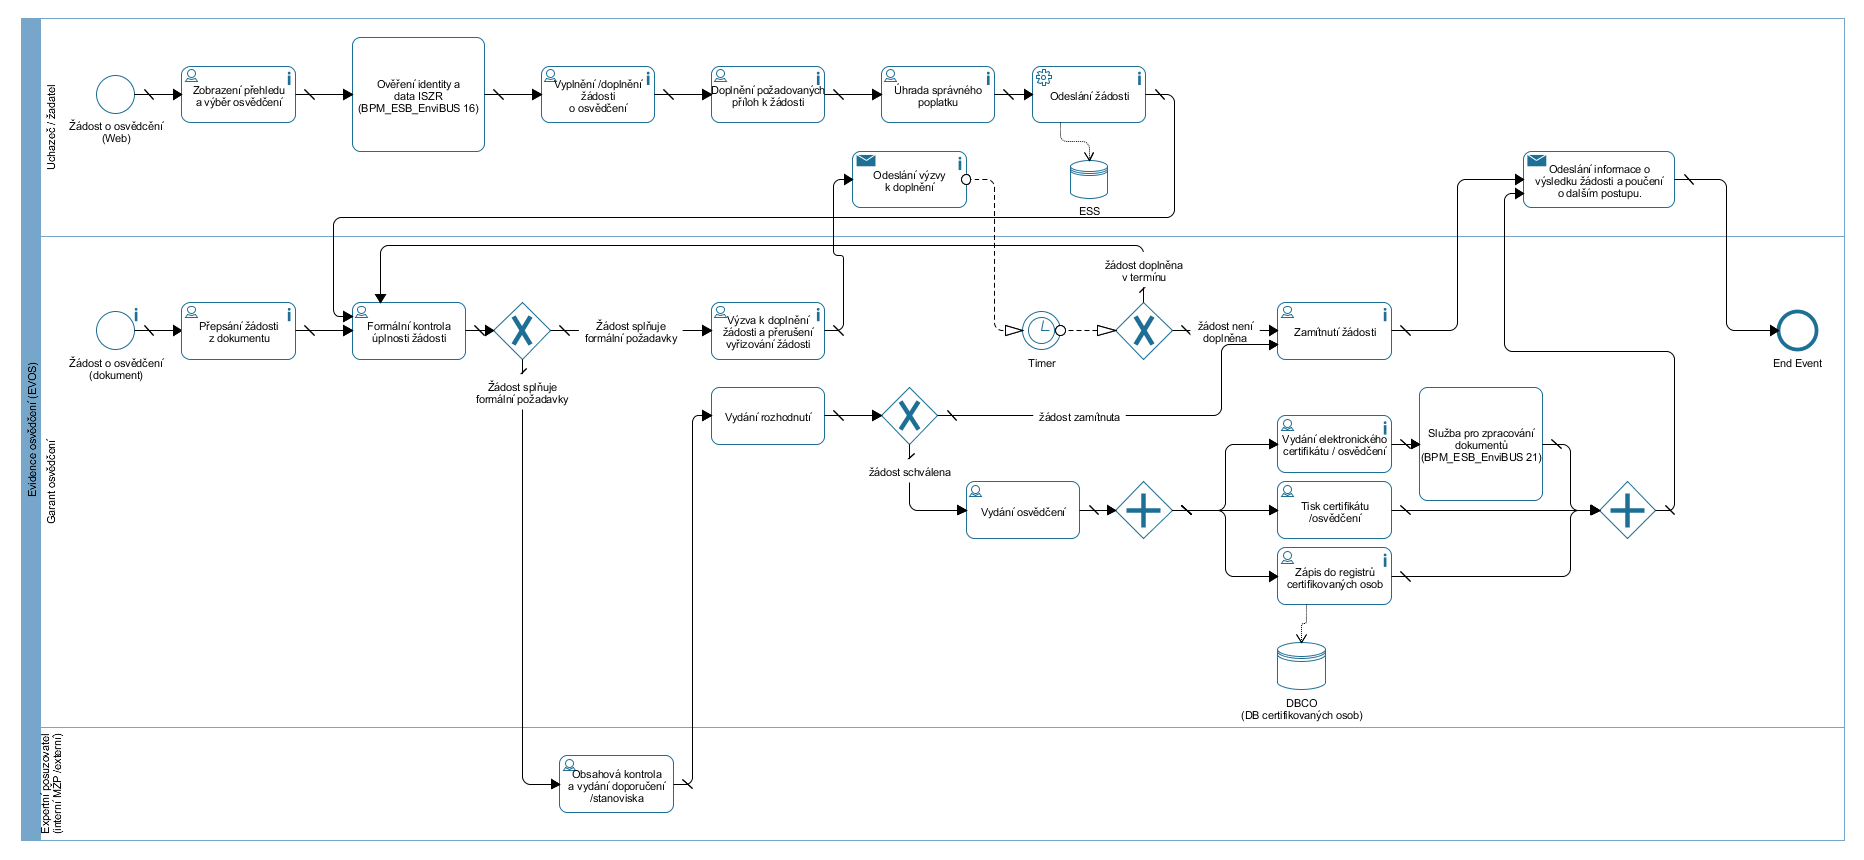 Evidence osvědčení (EVOS)
Uchazeč / žadatel
Žádost o osvědčení
(Web)
Zobrazení přehledu
a výběr osvědčení
Ověření identity a
data ISZR
(BPM_ESB_EnviBUS 16)
Vyplnění /doplnění
žádosti
o osvědčení
Doplnění požadovaných
příloh k žádosti
Úhrada správného
poplatku
Odeslání žádosti
ESS
Odeslání výzvy
k doplnění
Odeslání informace o
výsledku žádosti a poučení
o dalším postupu.
Garant osvědčení
Žádost o osvědčení
(dokument)
Přepsání žádosti
z dokumentu
Formální kontrola
úplnosti žádosti
Žádost splňuje
formální požadavky
Výzva k doplnění
žádosti a přerušení
vyřizování žádosti
Timer
žádost doplněna
v termínu
žádost není
doplněna
Zamítnutí žádosti
End Event
Žádost splňuje
formální požadavky
Vydání rozhodnutí
žádost zamítnuta
žádost schválena
Vydání osvědčení
Vydání elektronického
certifikátu / osvědčení
Služba pro zpracování
dokumentů
(BPM_ESB_EnviBUS 21)
Tisk certifikátu
/osvědčení
Zápis do registrů
certifikovaných osob
DBCO
(DB certifikovaných osob)
Expertní posuzovatel
(interní MŽP /externí)
Obsahová kontrola
a vydání doporučení
/stanoviska